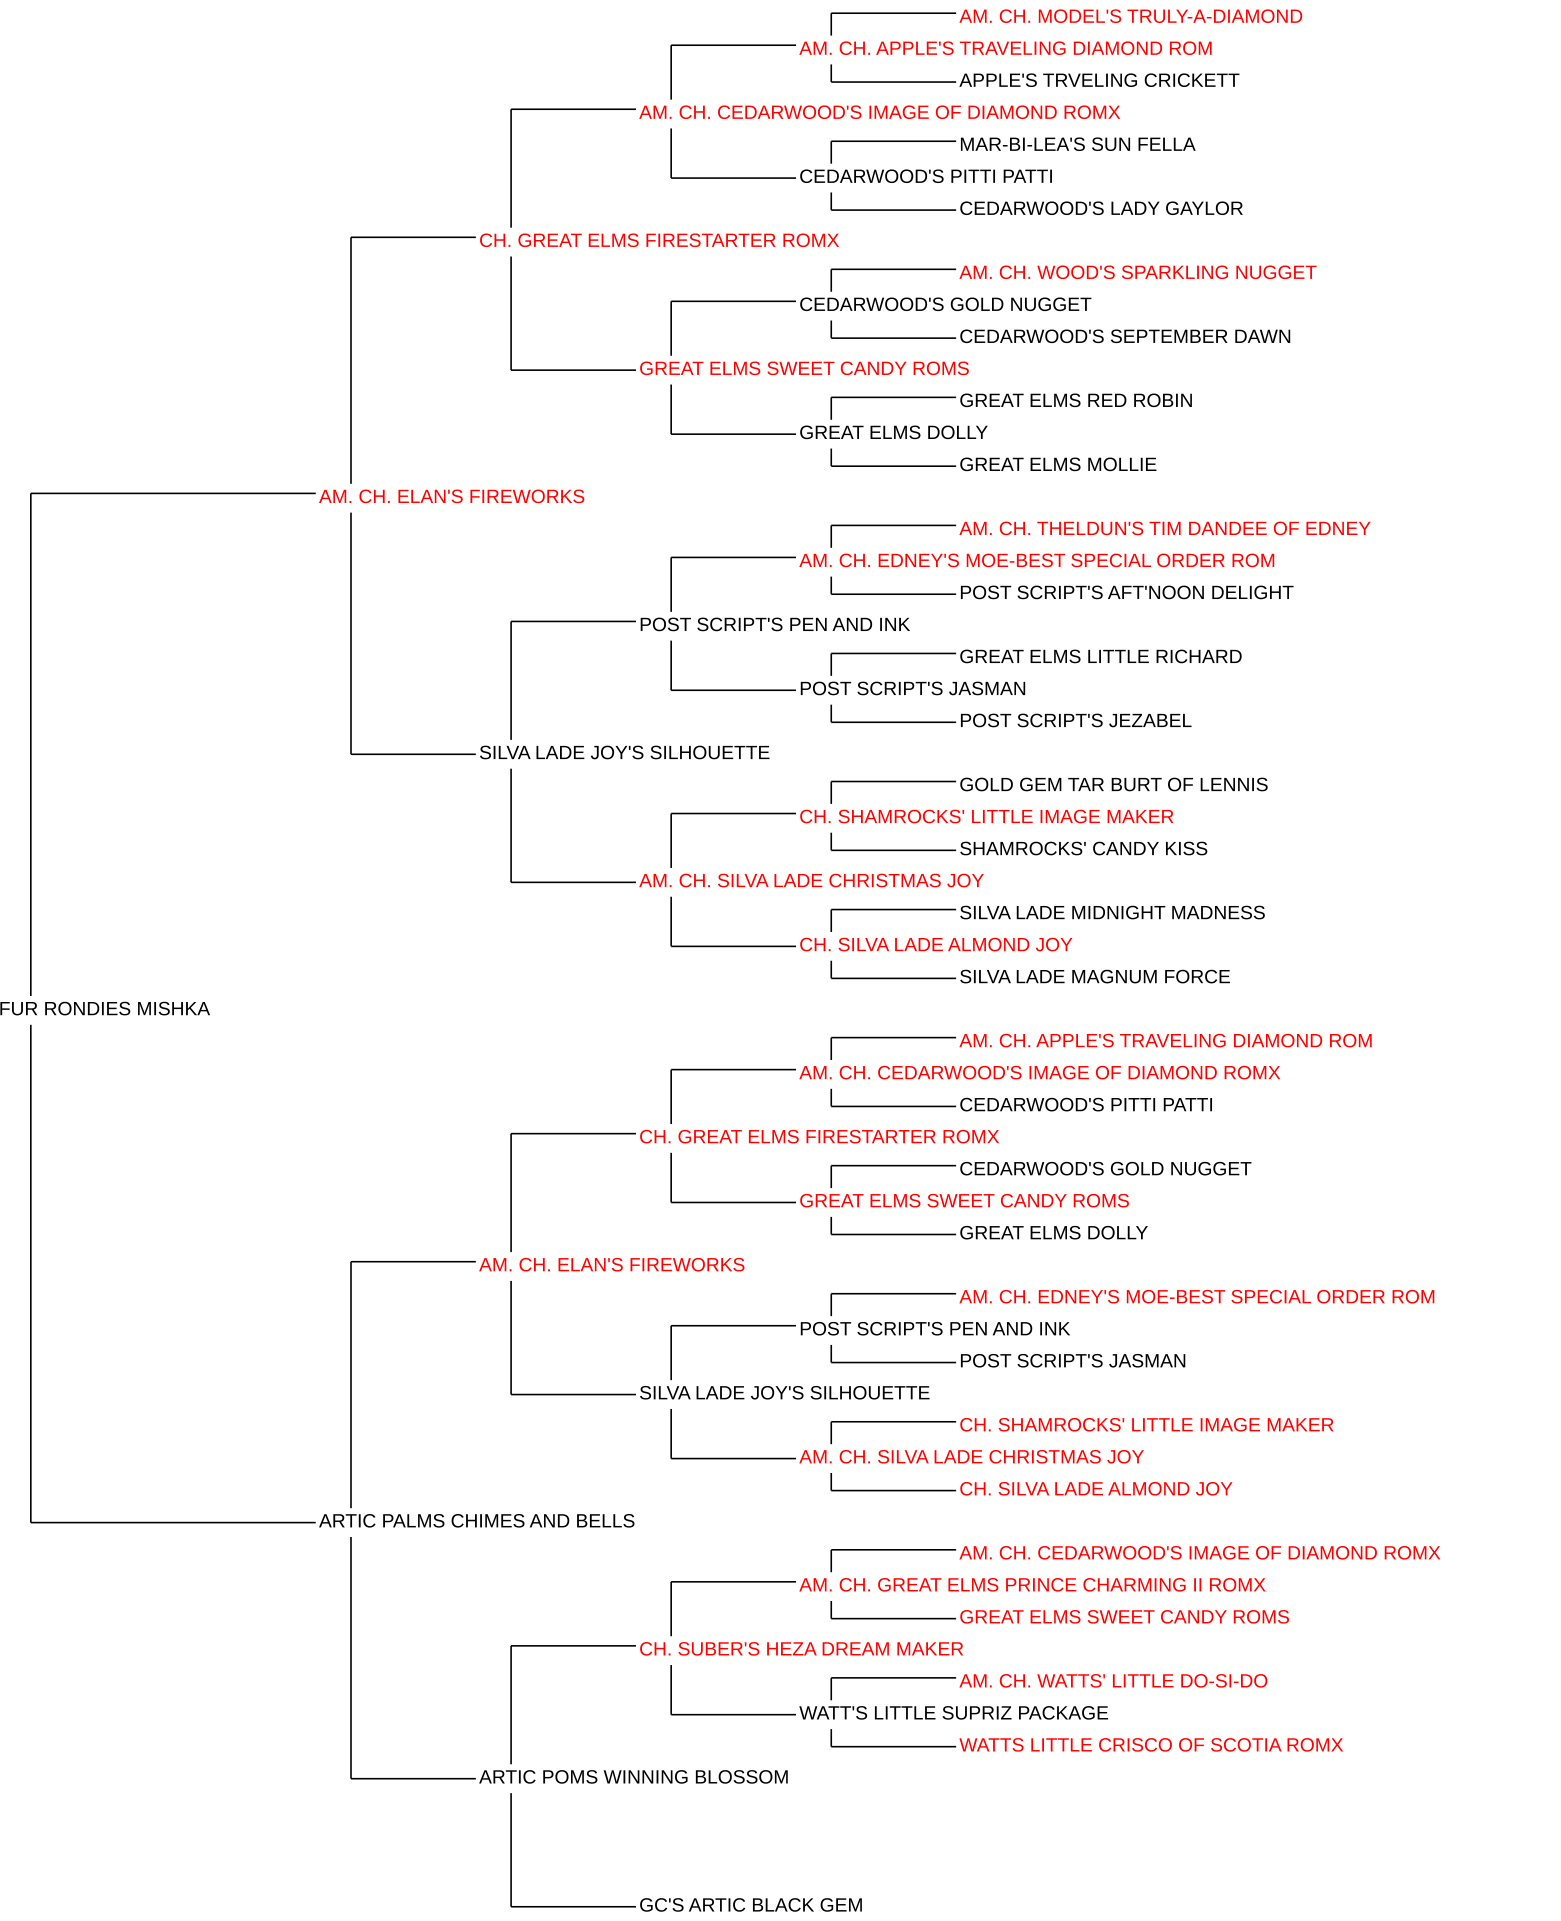 AM. CH. MODEL'S TRULY-A-DIAMOND
AM. CH. APPLE'S TRAVELING DIAMOND ROM
APPLE'S TRVELING CRICKETT
AM. CH. CEDARWOOD'S IMAGE OF DIAMOND ROMX
MAR-BI-LEA'S SUN FELLA
CEDARWOOD'S PITTI PATTI
CEDARWOOD'S LADY GAYLOR
CH. GREAT ELMS FIRESTARTER ROMX
AM. CH. WOOD'S SPARKLING NUGGET
CEDARWOOD'S GOLD NUGGET
CEDARWOOD'S SEPTEMBER DAWN
GREAT ELMS SWEET CANDY ROMS
GREAT ELMS RED ROBIN
GREAT ELMS DOLLY
GREAT ELMS MOLLIE
AM. CH. ELAN'S FIREWORKS
AM. CH. THELDUN'S TIM DANDEE OF EDNEY
AM. CH. EDNEY'S MOE-BEST SPECIAL ORDER ROM
POST SCRIPT'S AFT'NOON DELIGHT
POST SCRIPT'S PEN AND INK
GREAT ELMS LITTLE RICHARD
POST SCRIPT'S JASMAN
POST SCRIPT'S JEZABEL
SILVA LADE JOY'S SILHOUETTE
GOLD GEM TAR BURT OF LENNIS
CH. SHAMROCKS' LITTLE IMAGE MAKER
SHAMROCKS' CANDY KISS
AM. CH. SILVA LADE CHRISTMAS JOY
SILVA LADE MIDNIGHT MADNESS
CH. SILVA LADE ALMOND JOY
SILVA LADE MAGNUM FORCE
FUR RONDIES MISHKA
AM. CH. APPLE'S TRAVELING DIAMOND ROM
AM. CH. CEDARWOOD'S IMAGE OF DIAMOND ROMX
CEDARWOOD'S PITTI PATTI
CH. GREAT ELMS FIRESTARTER ROMX
CEDARWOOD'S GOLD NUGGET
GREAT ELMS SWEET CANDY ROMS
GREAT ELMS DOLLY
AM. CH. ELAN'S FIREWORKS
AM. CH. EDNEY'S MOE-BEST SPECIAL ORDER ROM
POST SCRIPT'S PEN AND INK
POST SCRIPT'S JASMAN
SILVA LADE JOY'S SILHOUETTE
CH. SHAMROCKS' LITTLE IMAGE MAKER
AM. CH. SILVA LADE CHRISTMAS JOY
CH. SILVA LADE ALMOND JOY
ARTIC PALMS CHIMES AND BELLS
AM. CH. CEDARWOOD'S IMAGE OF DIAMOND ROMX
AM. CH. GREAT ELMS PRINCE CHARMING II ROMX
GREAT ELMS SWEET CANDY ROMS
CH. SUBER'S HEZA DREAM MAKER
AM. CH. WATTS' LITTLE DO-SI-DO
WATT'S LITTLE SUPRIZ PACKAGE
WATTS LITTLE CRISCO OF SCOTIA ROMX
ARTIC POMS WINNING BLOSSOM
GC'S ARTIC BLACK GEM